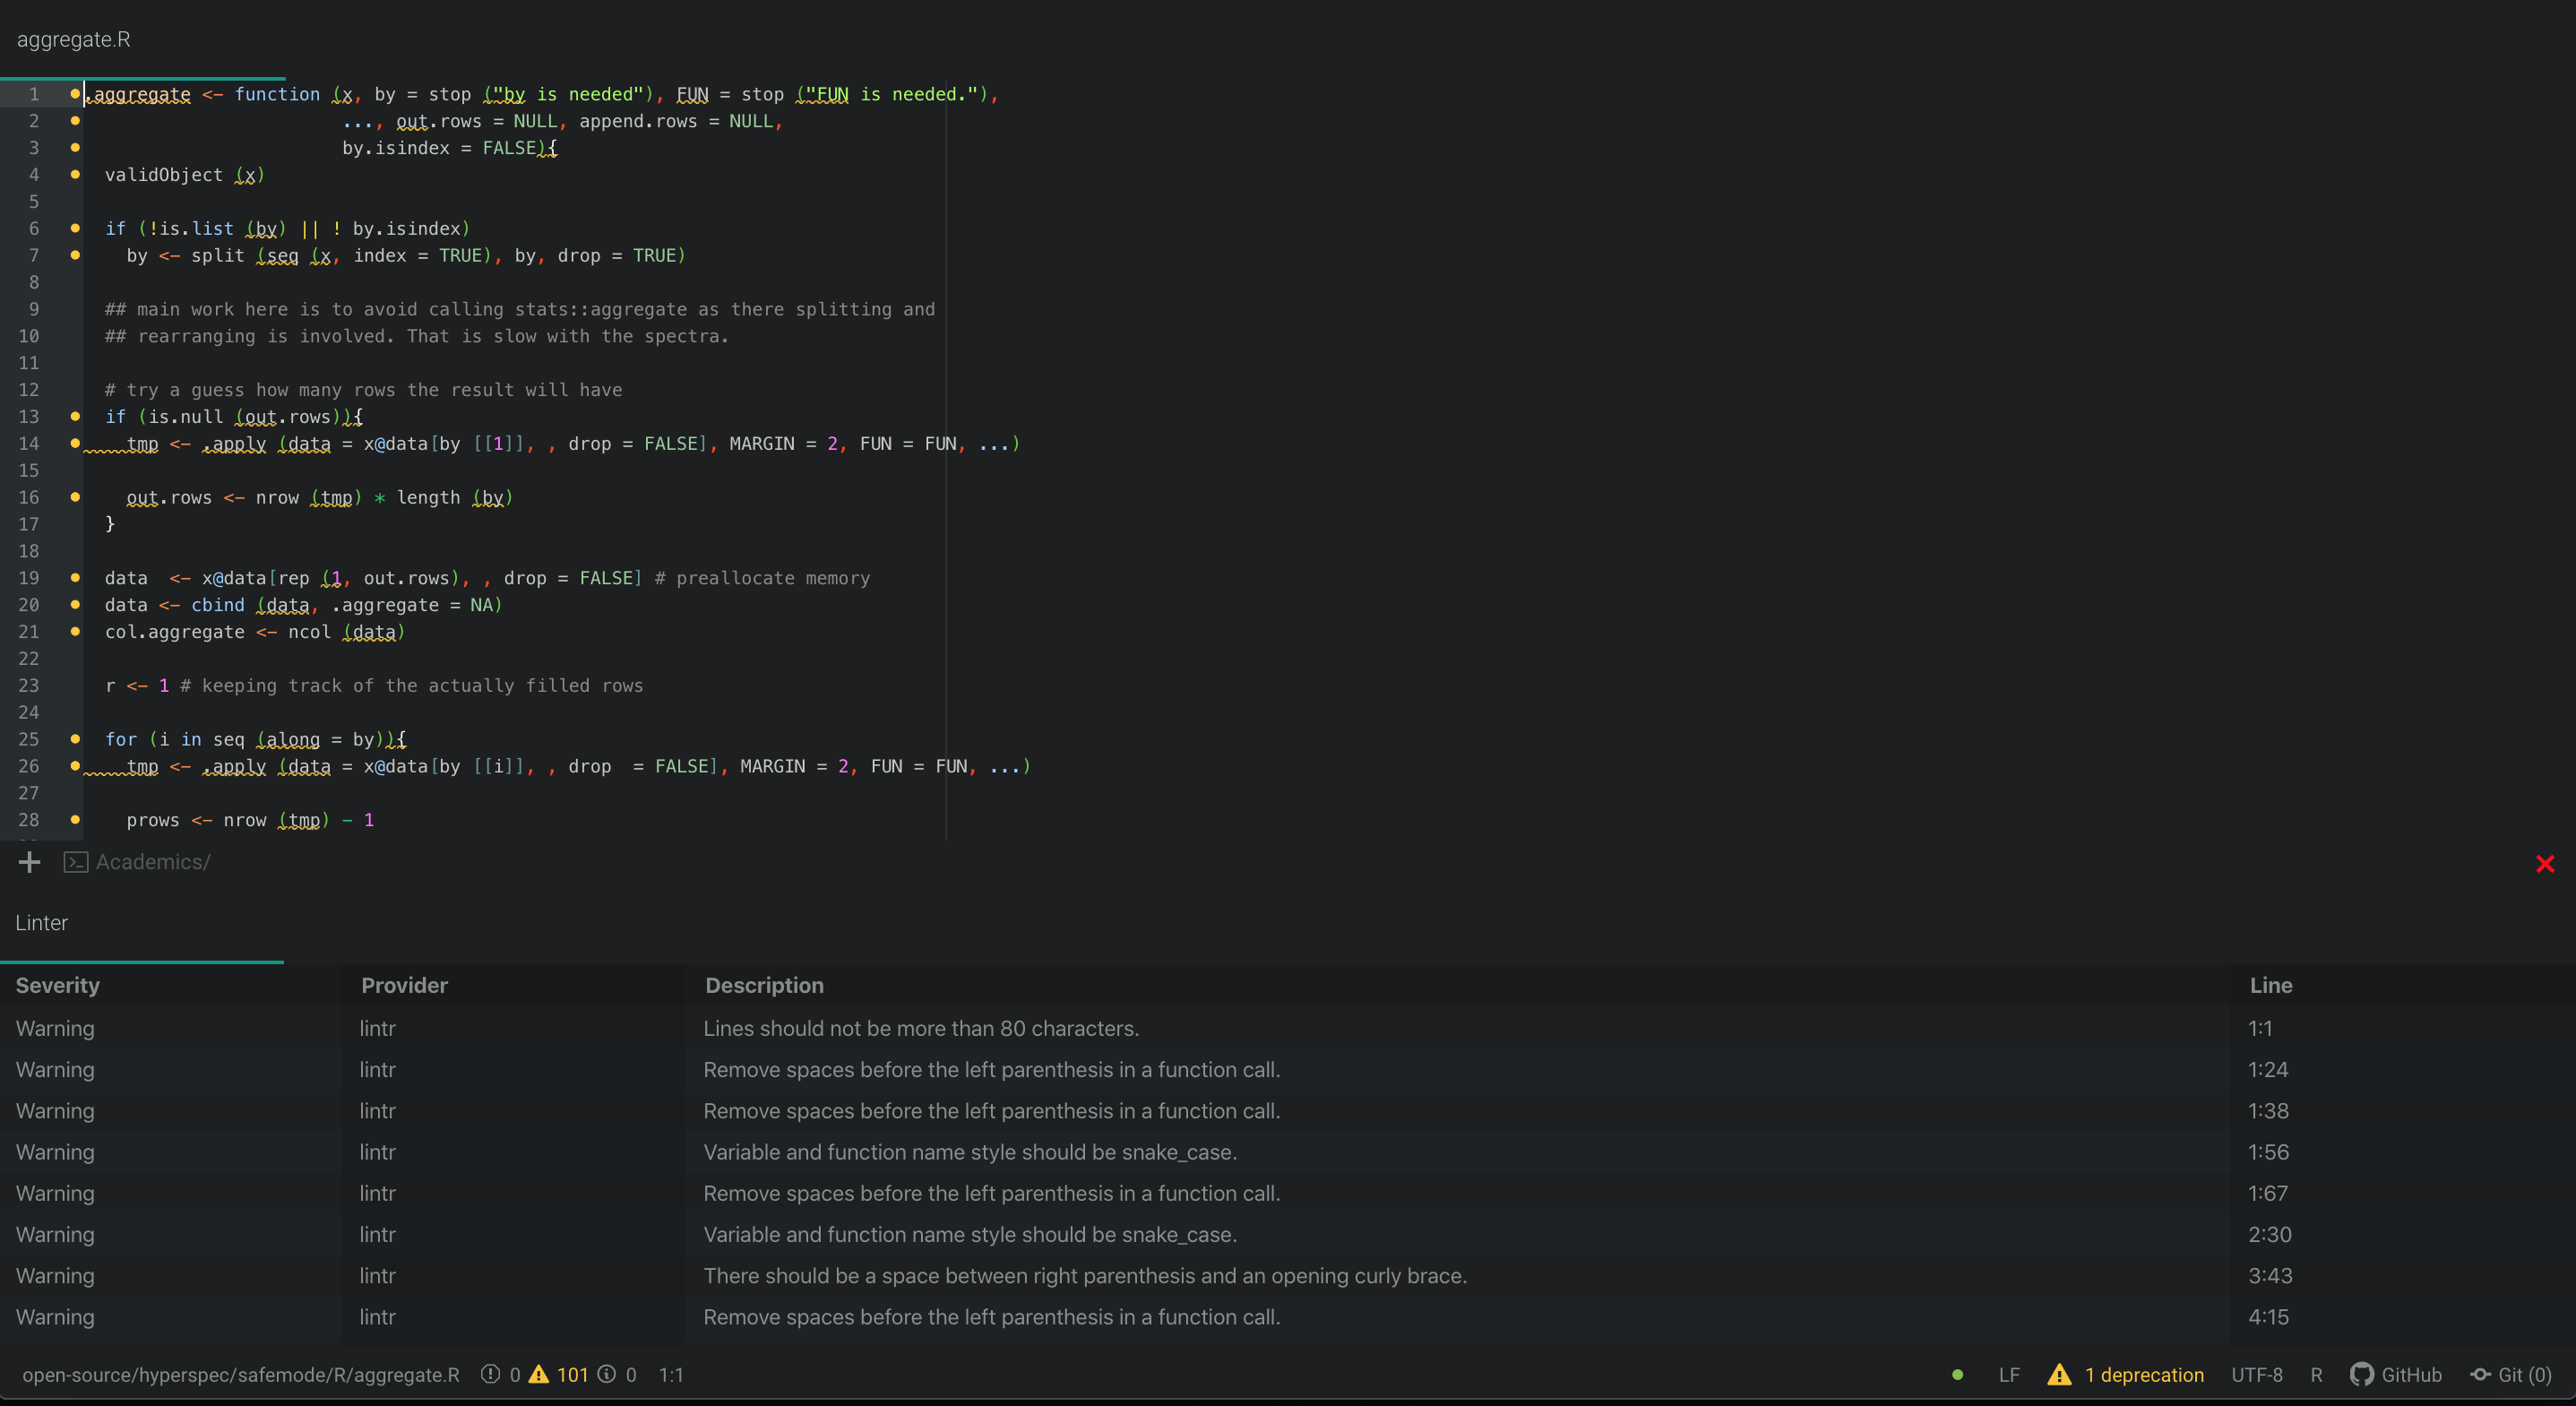 aggregate.R
1 .aggregate <- function (x, by = stop ("by is needed"), FUN = stop ("FUN is needed."),
2 ..., out.rows = NULL, append.rows = NULL,
3 by.isindex = FALSE){
4 validObject (x)
5
6 if (!is.list (by) || ! by.isindex)
7 by <- split (seq (x, index = TRUE), by, drop = TRUE)
8
9 ## main work here is to avoid calling stats::aggregate as there splitting and
10 ## rearranging is involved. That is slow with the spectra.
11
12 # try a guess how many rows the result will have
13 if (is.null (out.rows)){
14 tmp <- .apply (data = x@data[by [[1]], , drop = FALSE], MARGIN = 2, FUN = FUN, ...)
15
16 out.rows <- nrow (tmp) * length (by)
17 }
18
19 data  <- x@data[rep (1, out.rows), , drop = FALSE] # preallocate memory
20 data <- cbind (data, .aggregate = NA)
21 col.aggregate <- ncol (data)
22
23 r <- 1 # keeping track of the actually filled rows
24
25 for (i in seq (along = by)){
26 tmp <- .apply (data = x@data[by [[i]], , drop  = FALSE], MARGIN = 2, FUN = FUN, ...)
27
28 prows <- nrow (tmp) - 1
Academics/
Linter
Severity Provider Description Line
Warning lintr Lines should not be more than 80 characters. 1:1
Warning lintr Remove spaces before the left parenthesis in a function call. 1:24
Warning lintr Remove spaces before the left parenthesis in a function call. 1:38
Warning lintr Variable and function name style should be snake_case. 1:56
Warning lintr Remove spaces before the left parenthesis in a function call. 1:67
Warning lintr Variable and function name style should be snake_case. 2:30
Warning lintr There should be a space between right parenthesis and an opening curly brace. 3:43
Warning lintr Remove spaces before the left parenthesis in a function call. 4:15
open-source/hyperspec/safemode/R/aggregate.R 0 101 0 1:1 LF 1 deprecation UTF-8 R GitHub Git (0)